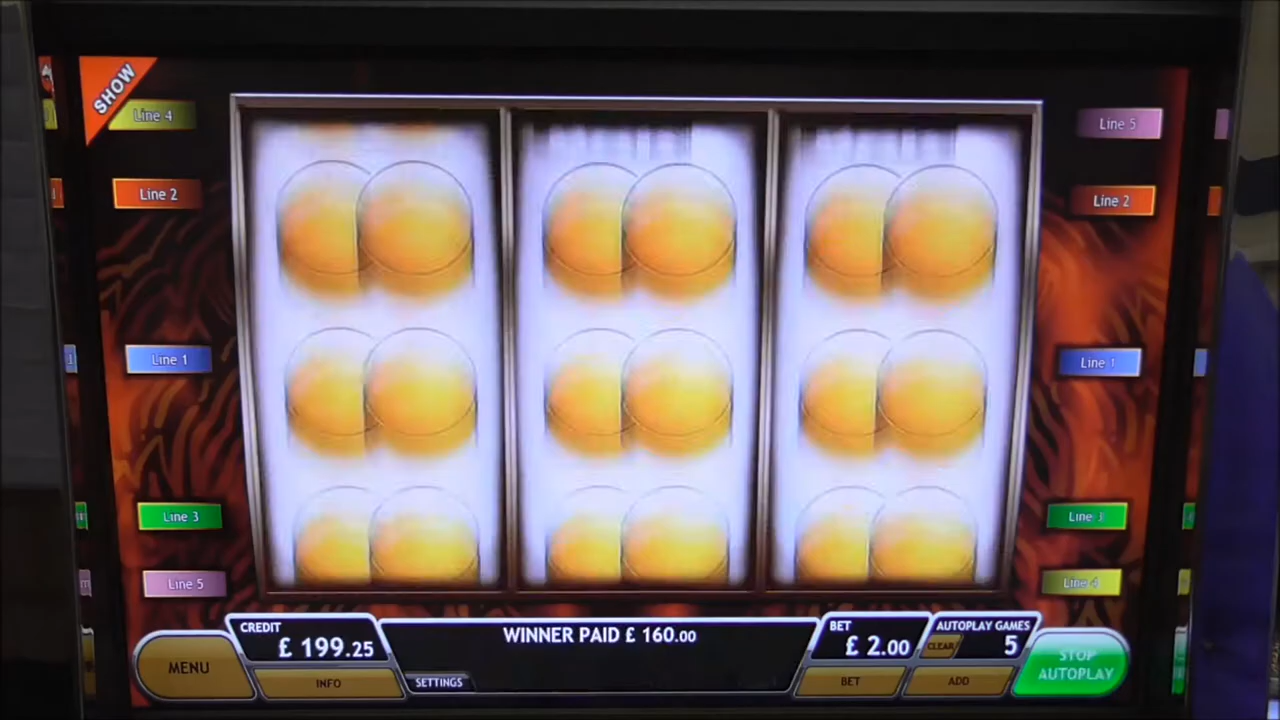 SHOW
Line 4
Line 5
Line 2
Line 2
Line 1
Line 1
Line 3
Line 3
Line 5
Line 4
CREDIT
£ 199.25
WINNER PAID £ 160.00
BET
£ 2.00
AUTOPLAY GAMES
CLEAR
5
MENU
INFO
SETTINGS
BET
ADD
STOP
AUTOPLAY